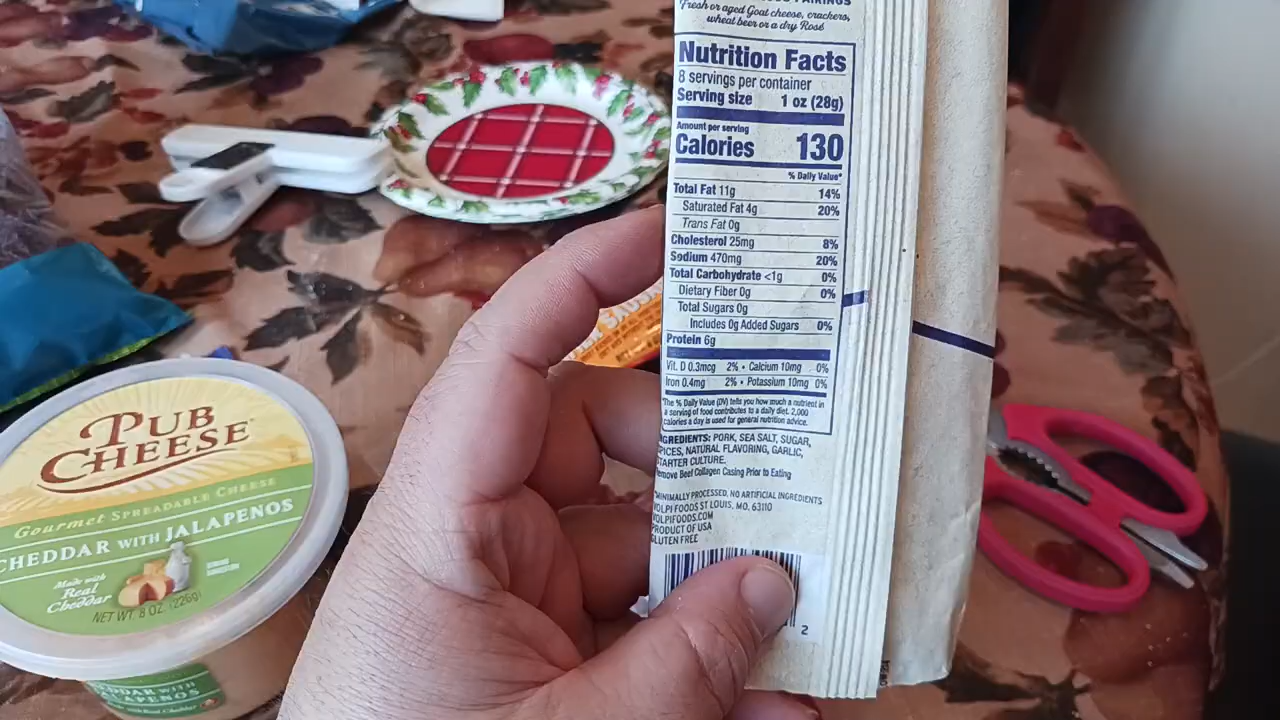 Fresh or aged Goat cheese, crackers,
wheat beer or a dry Rosé
Nutrition Facts
8 servings per container
Serving size 1 oz (28g)
Amount per serving
Calories 130
% Daily Value*
Total Fat 11g 14%
Saturated Fat 4g 20%
Trans Fat 0g
Cholesterol 25mg 8%
Sodium 470mg 20%
Total Carbohydrate <1g 0%
Dietary Fiber 0g 0%
Total Sugars 0g
Includes 0g Added Sugars 0%
Protein 6g
Vit. D 0.3mcg 2% • Calcium 10mg 0%
Iron 0.4mg 2% • Potassium 10mg 0%
*The % Daily Value (DV) tells you how much a nutrient in
a serving of food contributes to a daily diet. 2,000
calories a day is used for general nutrition advice.
NGREDIENTS: PORK, SEA SALT, SUGAR,
PICES, NATURAL FLAVORING, GARLIC,
TARTER CULTURE.
emove Beef Collagen Casing Prior to Eating
MINIMALLY PROCESSED, NO ARTIFICIAL INGREDIENTS
VOLPI FOODS ST LOUIS, MO. 63110
VOLPIFOODS.COM
PRODUCT OF USA
GLUTEN FREE
2
PUB
CHEESE
Gourmet SPREADABLE CHEESE
CHEDDAR WITH JALAPENOS
Made with
Real
Cheddar
NET WT. 8 OZ. (226g)
EDDAR WITH
JALAPENOS